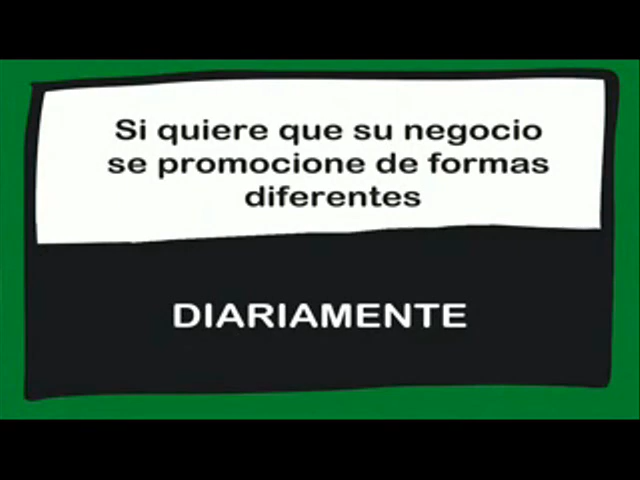 Si quiere que su negocio
se promocione de formas
diferentes
DIARIAMENTE